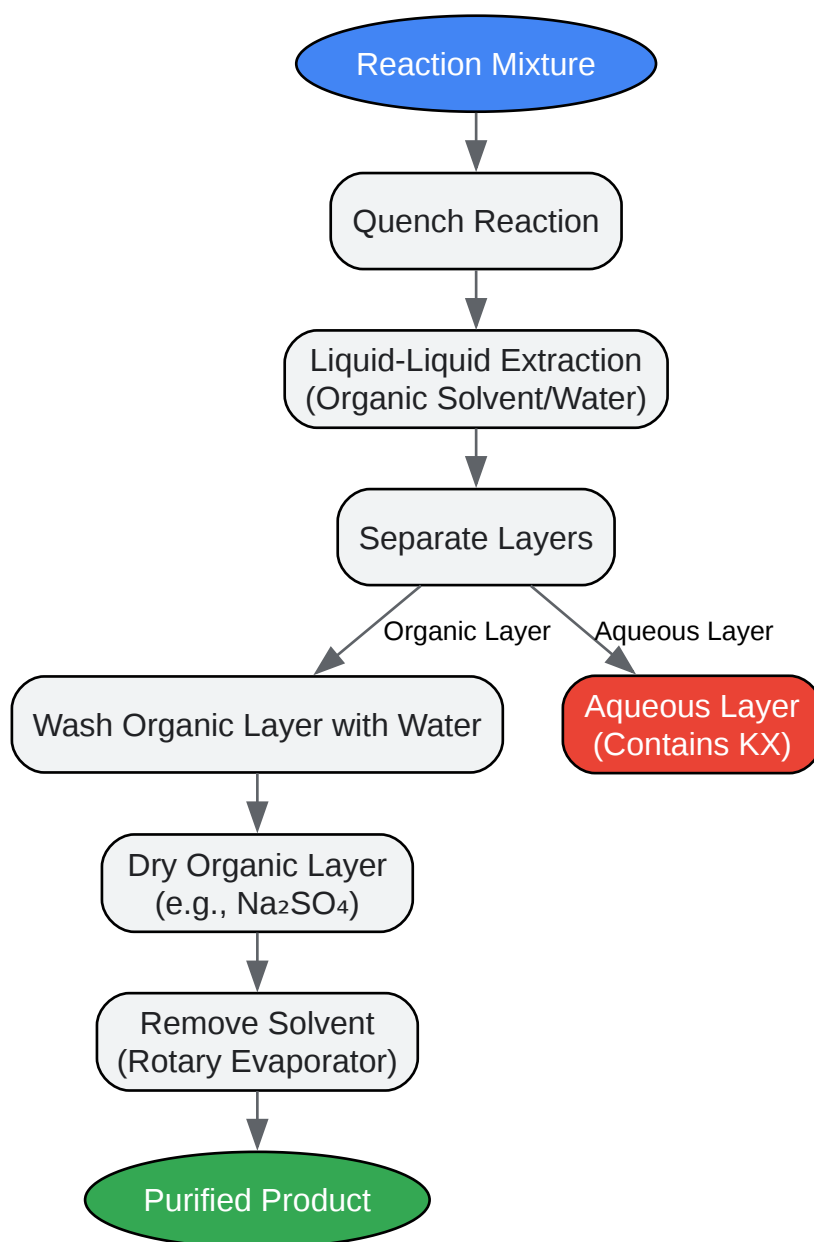 Reaction Mixture
Quench Reaction
Liquid-Liquid Extraction
(Organic Solvent/Water)
Separate Layers
Organic Layer
Aqueous Layer
Wash Organic Layer with Water
Aqueous Layer
(Contains KX)
Dry Organic Layer
(e.g., Na₂SO₄)
Remove Solvent
(Rotary Evaporator)
Purified Product